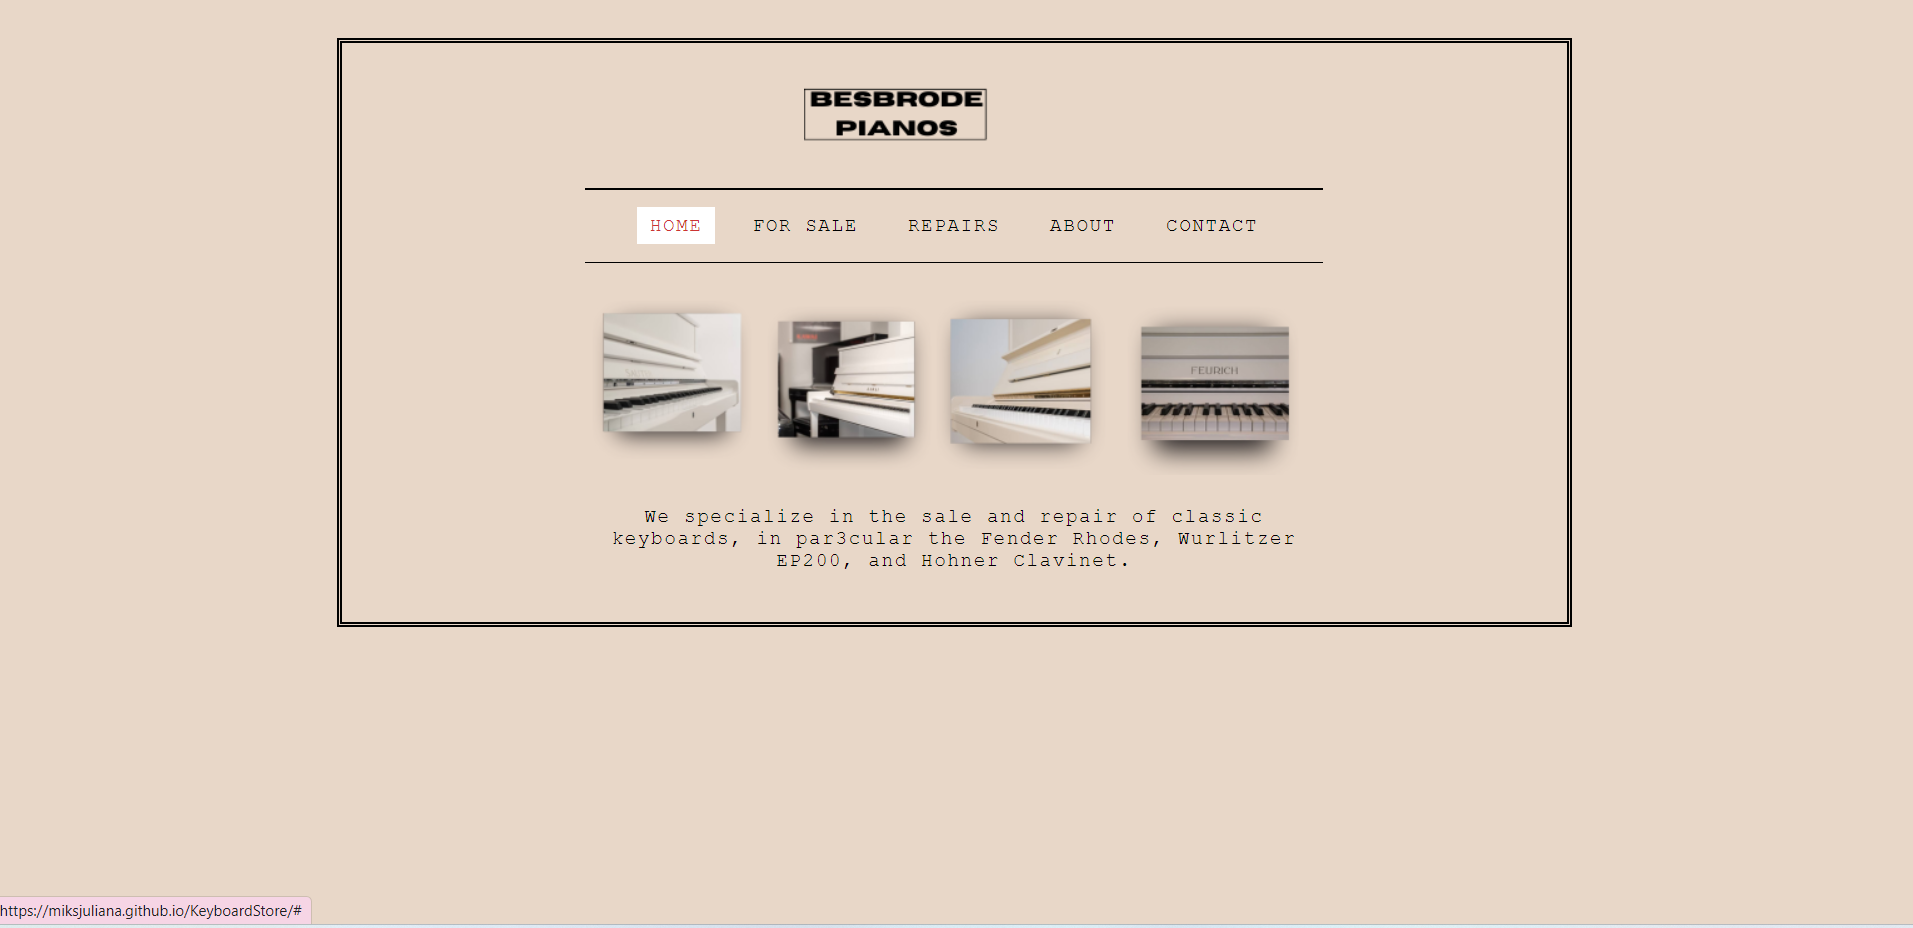 BESBRODE
PIANOS
HOME FOR SALE REPAIRS ABOUT CONTACT
FEURICH
We specialize in the sale and repair of classic
keyboards, in par3cular the Fender Rhodes, Wurlitzer
EP200, and Hohner Clavinet.
https://miksjuliana.github.io/KeyboardStore/#